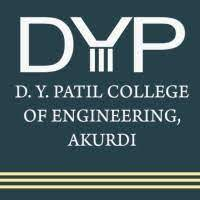 DYP
D. Y. PATIL COLLEGE
OF ENGINEERING,
AKURDI